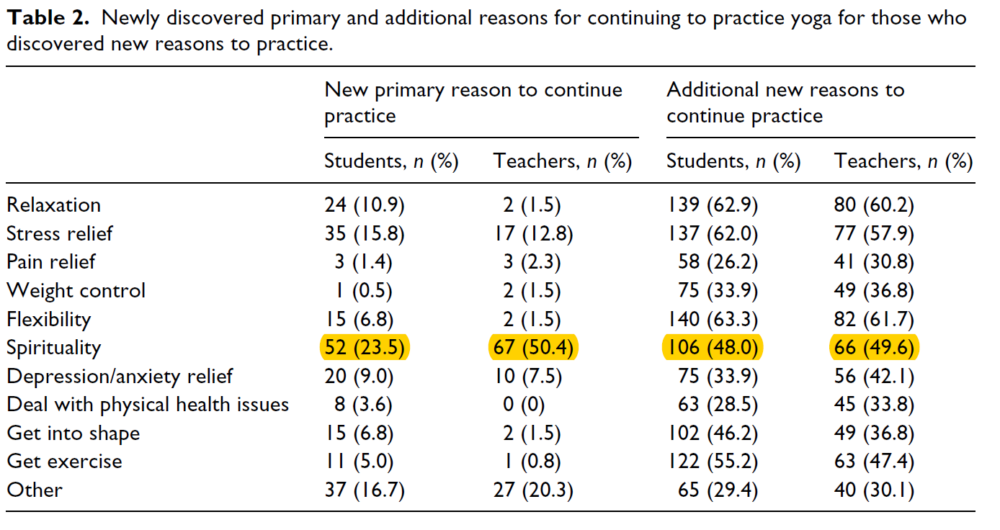 Table 2. Newly discovered primary and additional reasons for continuing to practice yoga for those who
discovered new reasons to practice.
New primary reason to continue practice Additional new reasons to continue practice
Students, n (%) Teachers, n (%) Students, n (%) Teachers, n (%)
Relaxation 24 (10.9) 2 (1.5) 139 (62.9) 80 (60.2)
Stress relief 35 (15.8) 17 (12.8) 137 (62.0) 77 (57.9)
Pain relief 3 (1.4) 3 (2.3) 58 (26.2) 41 (30.8)
Weight control 1 (0.5) 2 (1.5) 75 (33.9) 49 (36.8)
Flexibility 15 (6.8) 2 (1.5) 140 (63.3) 82 (61.7)
Spirituality 52 (23.5) 67 (50.4) 106 (48.0) 66 (49.6)
Depression/anxiety relief 20 (9.0) 10 (7.5) 75 (33.9) 56 (42.1)
Deal with physical health issues 8 (3.6) 0 (0) 63 (28.5) 45 (33.8)
Get into shape 15 (6.8) 2 (1.5) 102 (46.2) 49 (36.8)
Get exercise 11 (5.0) 1 (0.8) 122 (55.2) 63 (47.4)
Other 37 (16.7) 27 (20.3) 65 (29.4) 40 (30.1)